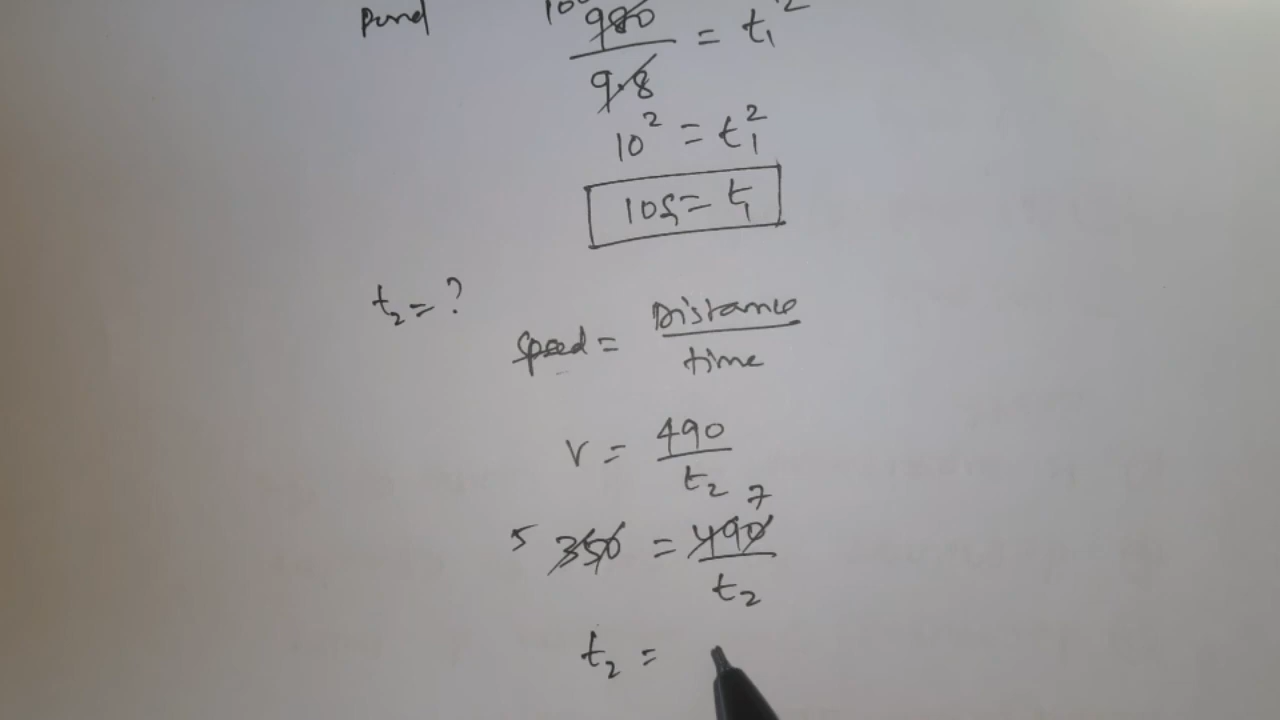 Pond
980/9.8 = t₁²
10² = t₁²
10s = t₁
t₂ = ?
Speed = Distance/time
v = 490/t₂
5 350 = 490/t₂ 7
t₂ =